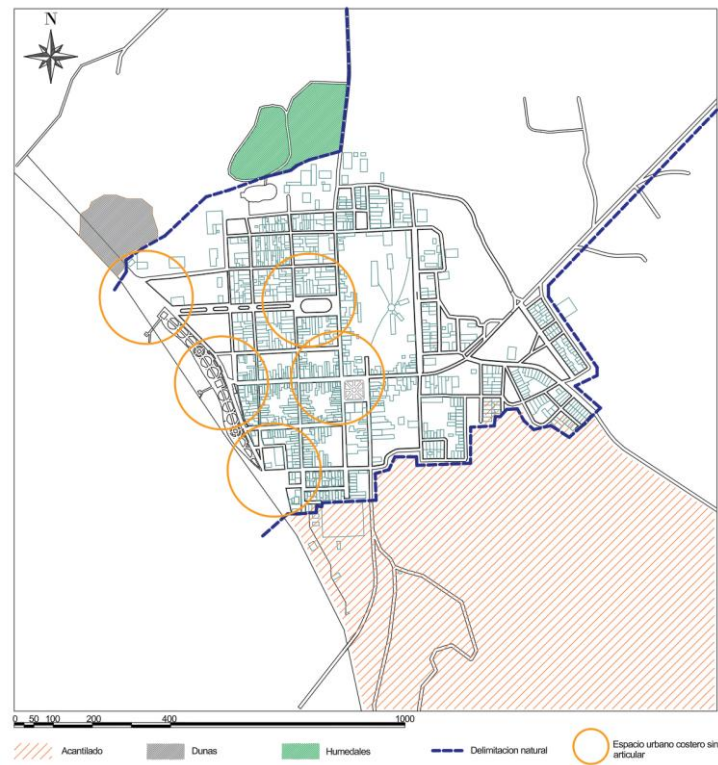 N
0 50 100 200 400 1000
Acantilado Dunas Humedales Delimitacion natural Espacio urbano costero sin
articular